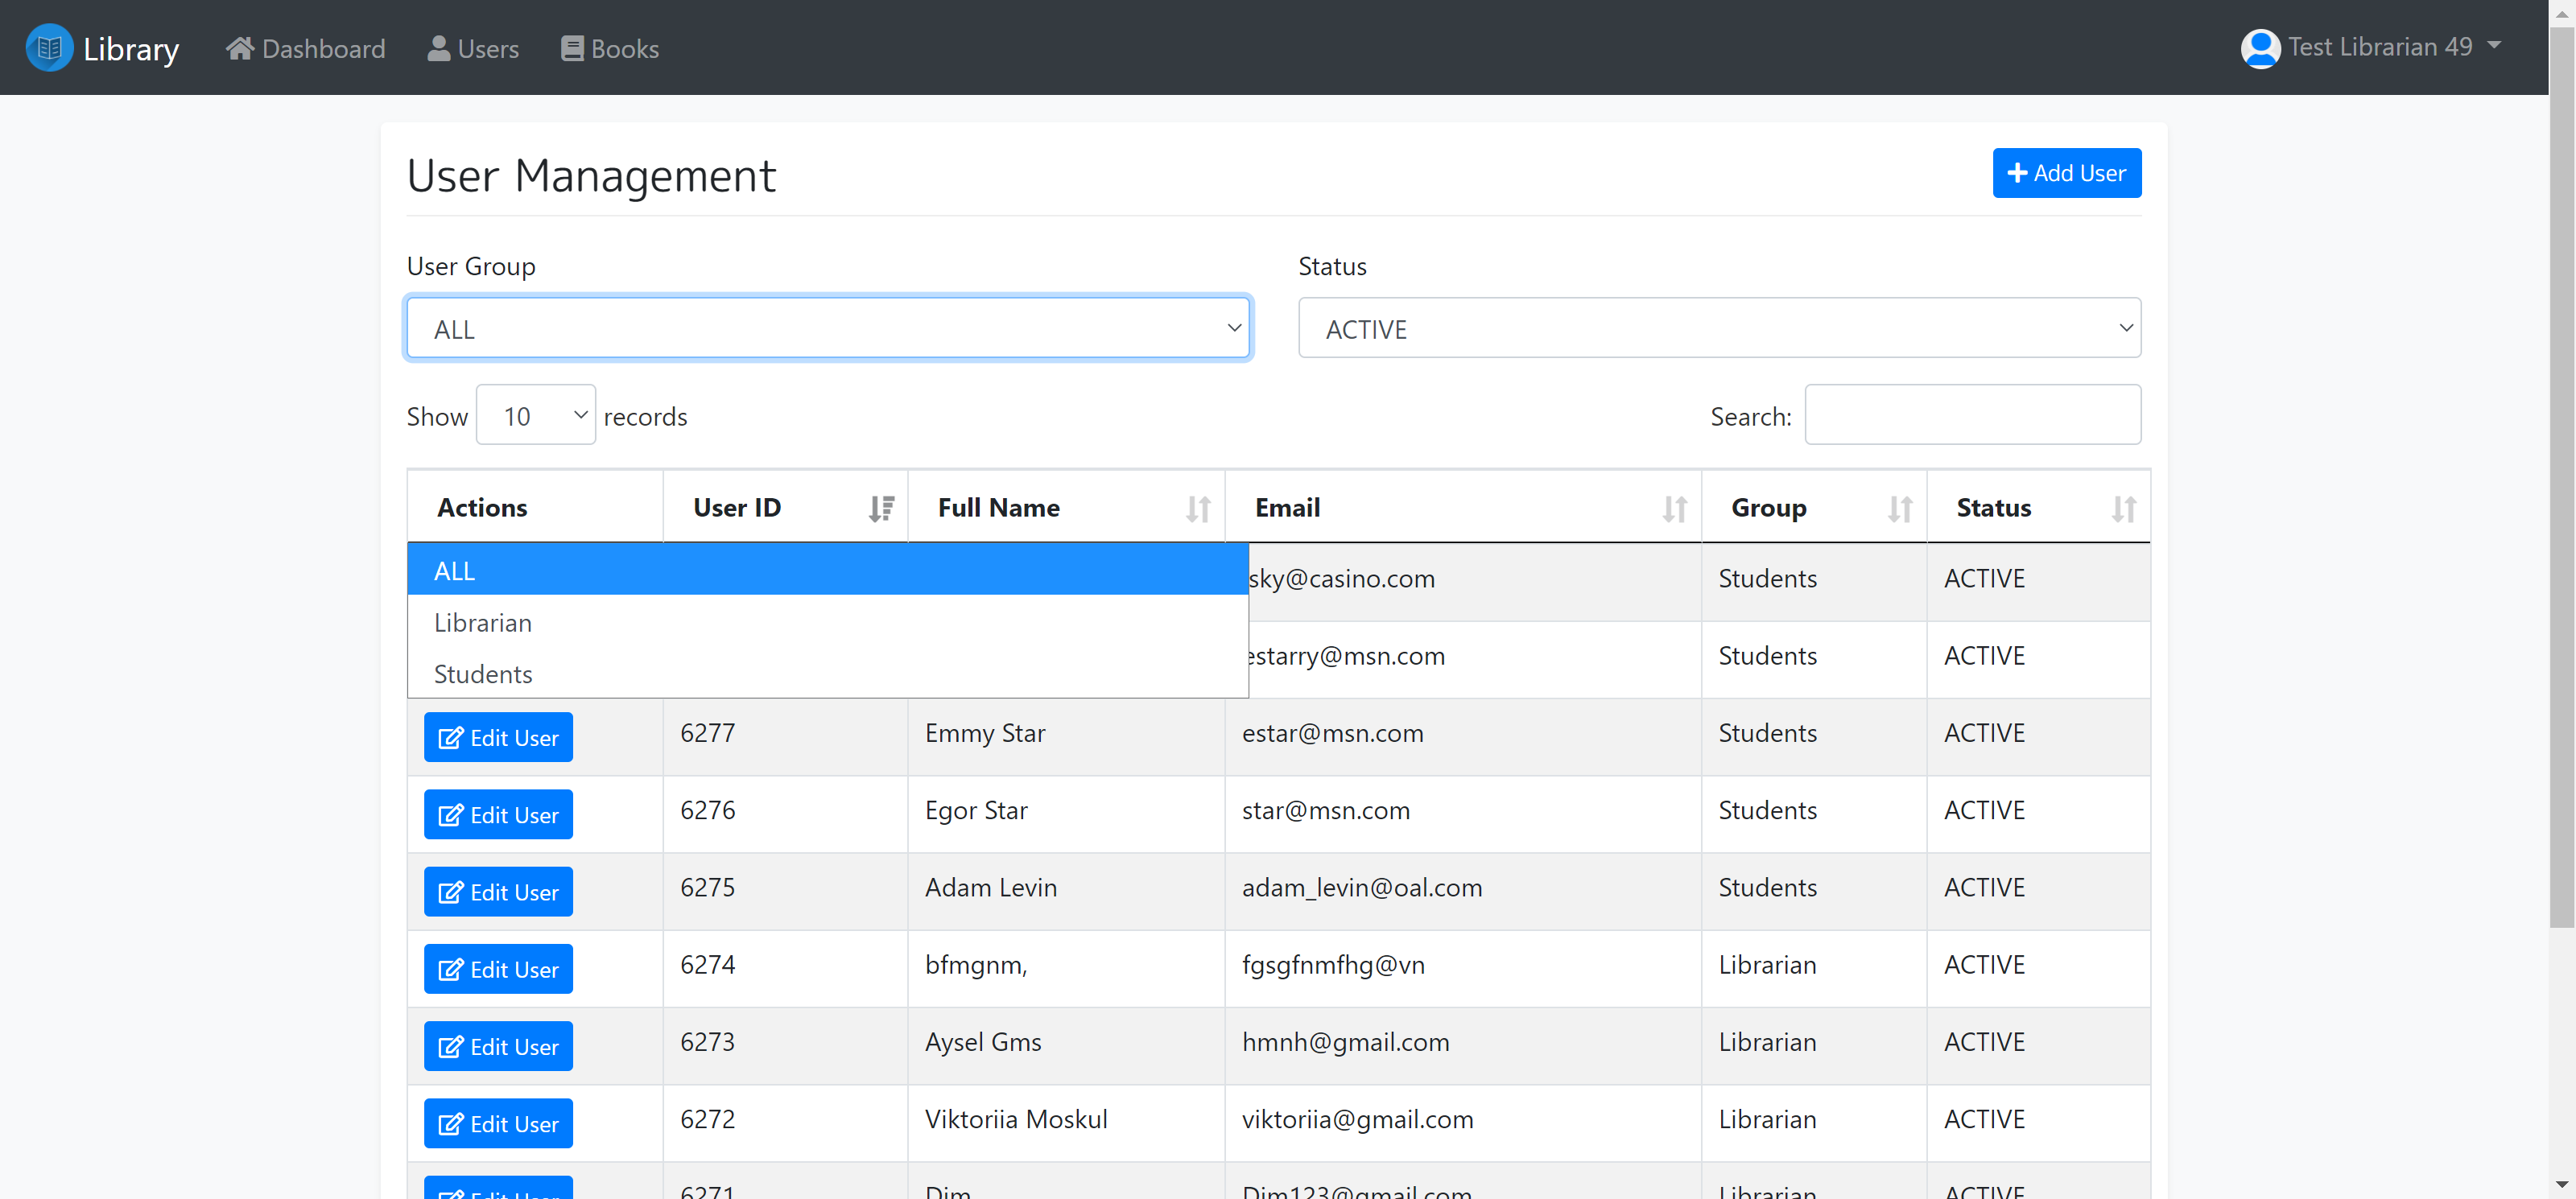 Library Dashboard Users Books Test Librarian 49
User Management + Add User
User Group Status
ALL ACTIVE
Show 10 records Search:
Actions User ID Full Name Email Group Status
ALL sky@casino.com Students ACTIVE
Librarian
estarry@msn.com Students ACTIVE
Students
Edit User 6277 Emmy Star estar@msn.com Students ACTIVE
Edit User 6276 Egor Star star@msn.com Students ACTIVE
Edit User 6275 Adam Levin adam_levin@oal.com Students ACTIVE
Edit User 6274 bfmgnm, fgsgfnmfhg@vn Librarian ACTIVE
Edit User 6273 Aysel Gms hmnh@gmail.com Librarian ACTIVE
Edit User 6272 Viktoriia Moskul viktoriia@gmail.com Librarian ACTIVE
Edit User 6271 Dim Dim123@gmail.com Librarian ACTIVE